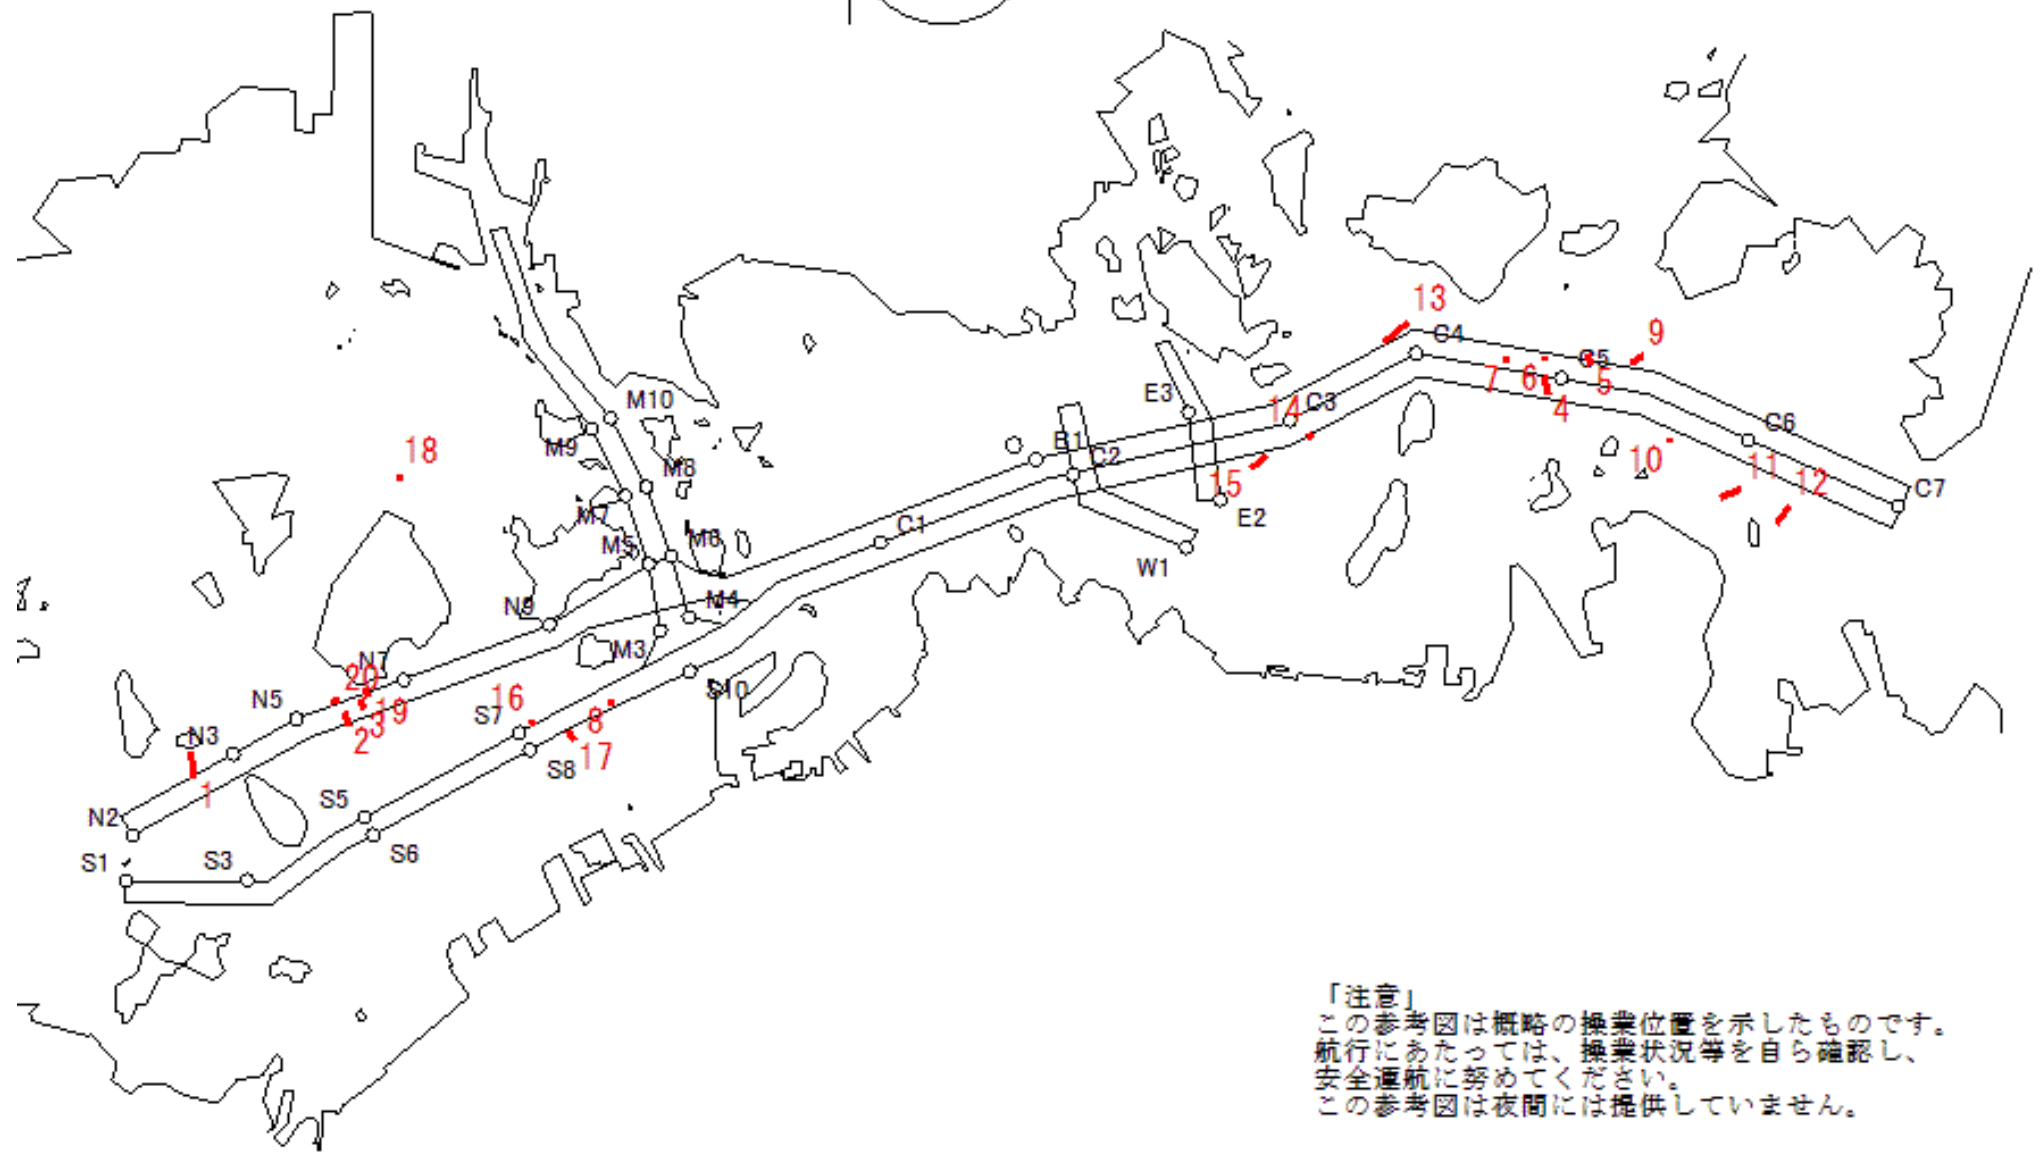 13
C4
9
C5
7
6
5
4
E3
14
C3
C6
M10
M9
18
B1
C2
10
11
12
C7
M8
15
E2
M7
C1
M5
M6
W1
N9
M4
M3
N7
20
S10
N5
16
19
S7
8
3
N3
2
17
S8
1
S5
N2
S6
S1
S3
「注意」
この参考図は概略の操業位置を示したものです。
航行にあたっては、操業状況等を自ら確認し、
安全運航に努めてください。
この参考図は夜間には提供していません。